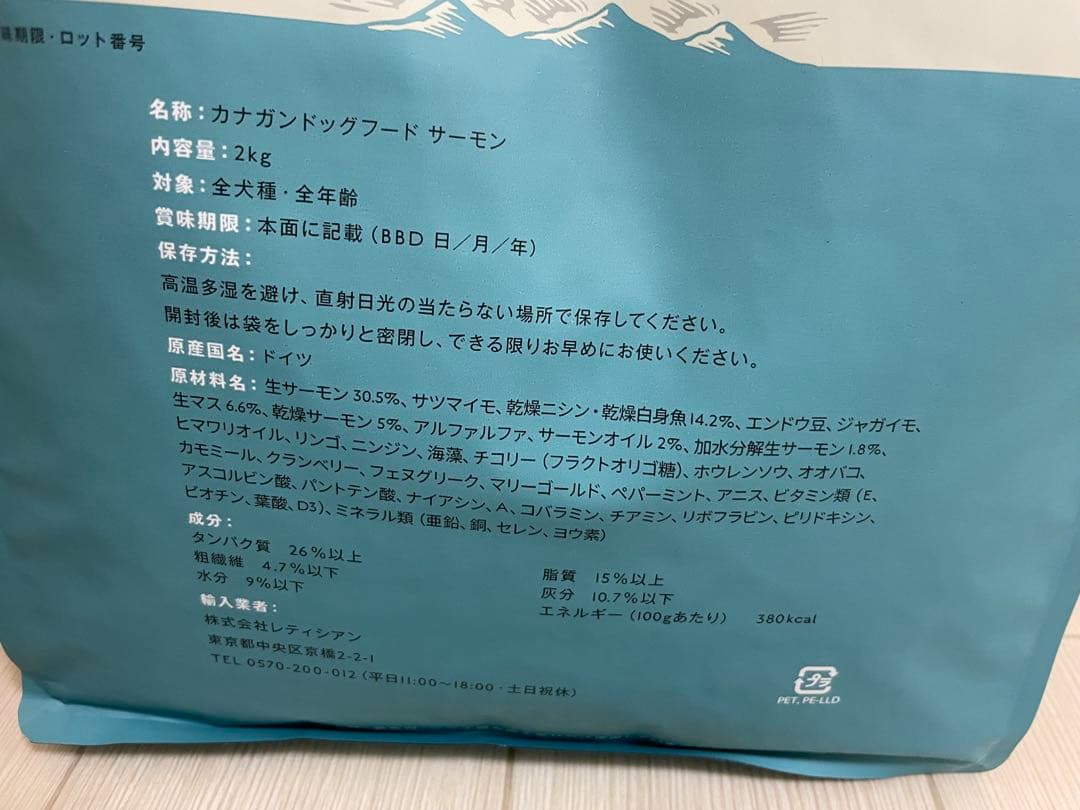 期限・ロット番号
名称：カナガンドッグフード サーモン
内容量：2kg
対象：全犬種・全年齢
賞味期限：本面に記載（BBD 日／月／年）
保存方法：
高温多湿を避け、直射日光の当たらない場所で保存してください。
開封後は袋をしっかりと密閉し、できる限りお早めにお使いください。
原産国名：ドイツ
原材料名：生サーモン 30.5%、サツマイモ、乾燥ニシン・乾燥白身魚14.2%、エンドウ豆、ジャガイモ、
生マス 6.6%、乾燥サーモン 5%、アルファルファ、サーモンオイル 2%、加水分解生サーモン 1.8%、
ヒマワリオイル、リンゴ、ニンジン、海藻、チコリー（フラクトオリゴ糖）、ホウレンソウ、オオバコ、
カモミール、クランベリー、フェヌグリーク、マリーゴールド、ペパーミント、アニス、ビタミン類（E、
アスコルビン酸、パントテン酸、ナイアシン、A、コバラミン、チアミン、リボフラビン、ピリドキシン、
ビオチン、葉酸、D3）、ミネラル類（亜鉛、銅、セレン、ヨウ素）
成分：
タンパク質 26%以上
粗繊維 4.7%以下
水分 9%以下
脂質 15%以上
灰分 10.7%以下
エネルギー（100gあたり） 380kcal
輸入業者：
株式会社レティシアン
東京都中央区京橋2-2-1
TEL 0570-200-012（平日11:00〜18:00・土日祝休）
プラ
PET, PE-LLD